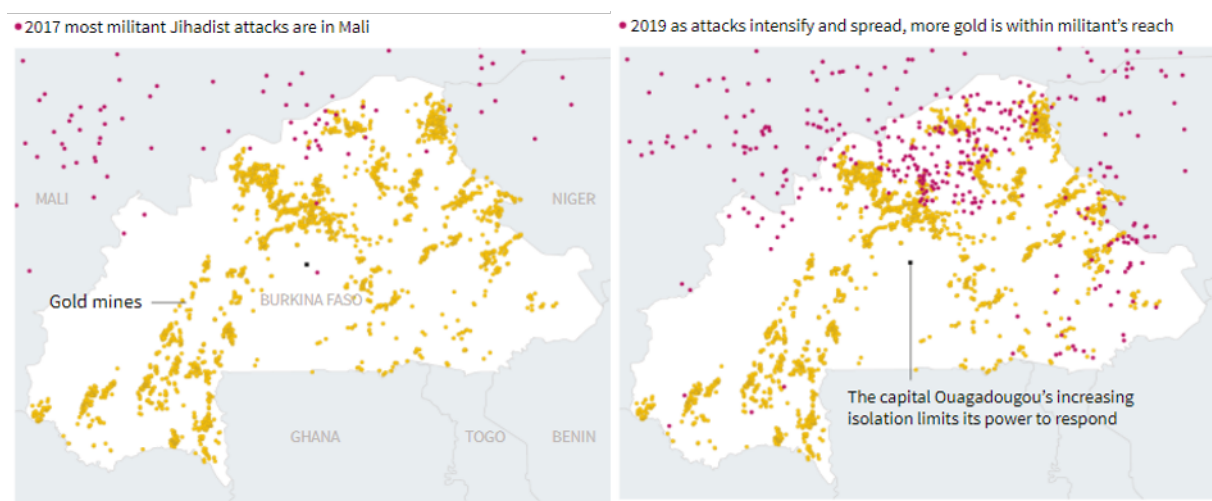 2017 most militant Jihadist attacks are in Mali
MALI
NIGER
Gold mines
BURKINA FASO
GHANA
TOGO
BENIN
2019 as attacks intensify and spread, more gold is within militant’s reach
The capital Ouagadougou’s increasing
isolation limits its power to respond